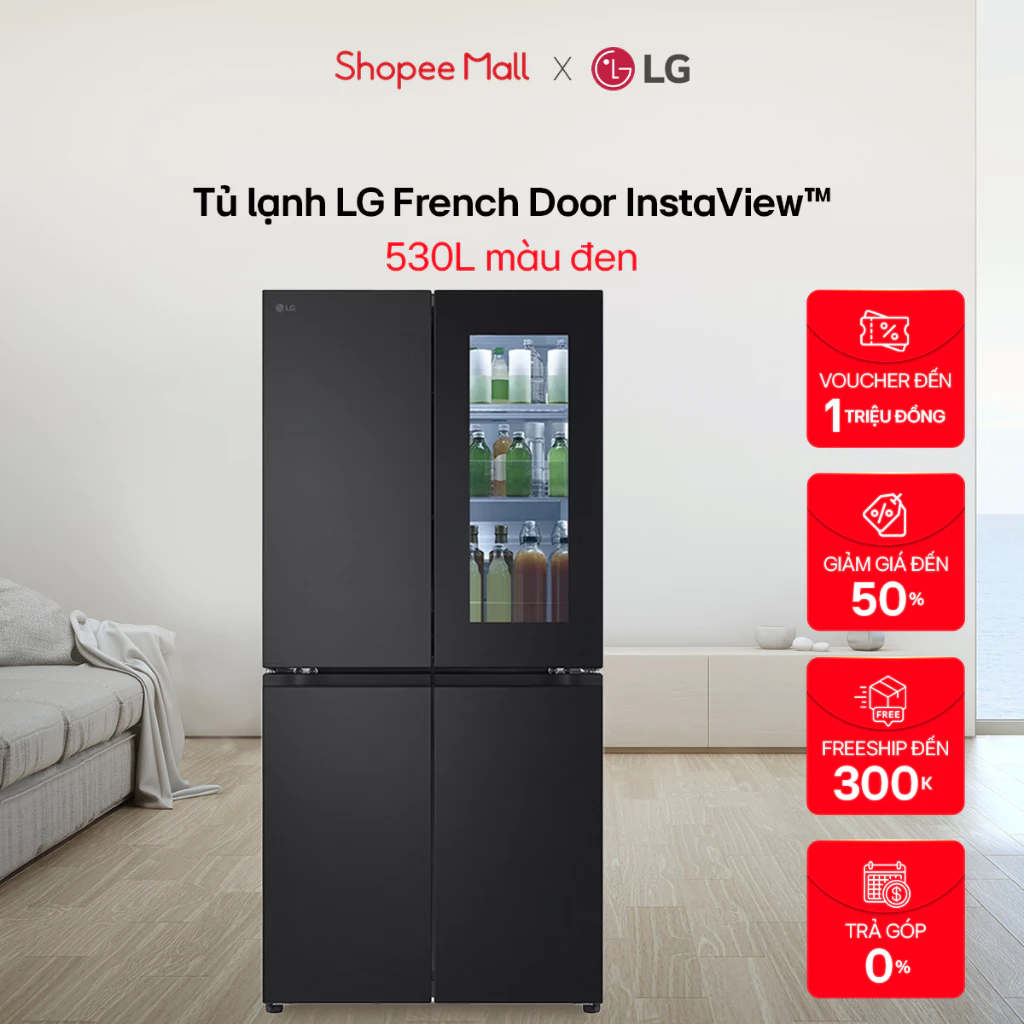 Shopee Mall X LG
Tủ lạnh LG French Door InstaView™
530L màu đen
LG
VOUCHER ĐẾN
1 TRIỆU ĐỒNG
GIẢM GIÁ ĐẾN
50%
FREE
FREESHIP ĐẾN
300K
TRẢ GÓP
0%